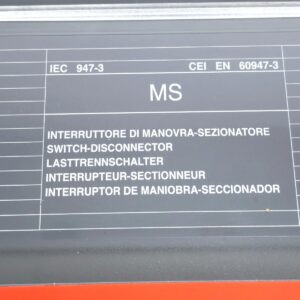 IEC 947-3 CEI EN 60947-3
MS
INTERRUTTORE DI MANOVRA-SEZIONATORE
SWITCH-DISCONNECTOR
LASTTRENNSCHALTER
INTERRUPTEUR-SECTIONNEUR
INTERRUPTOR DE MANIOBRA-SECCIONADOR